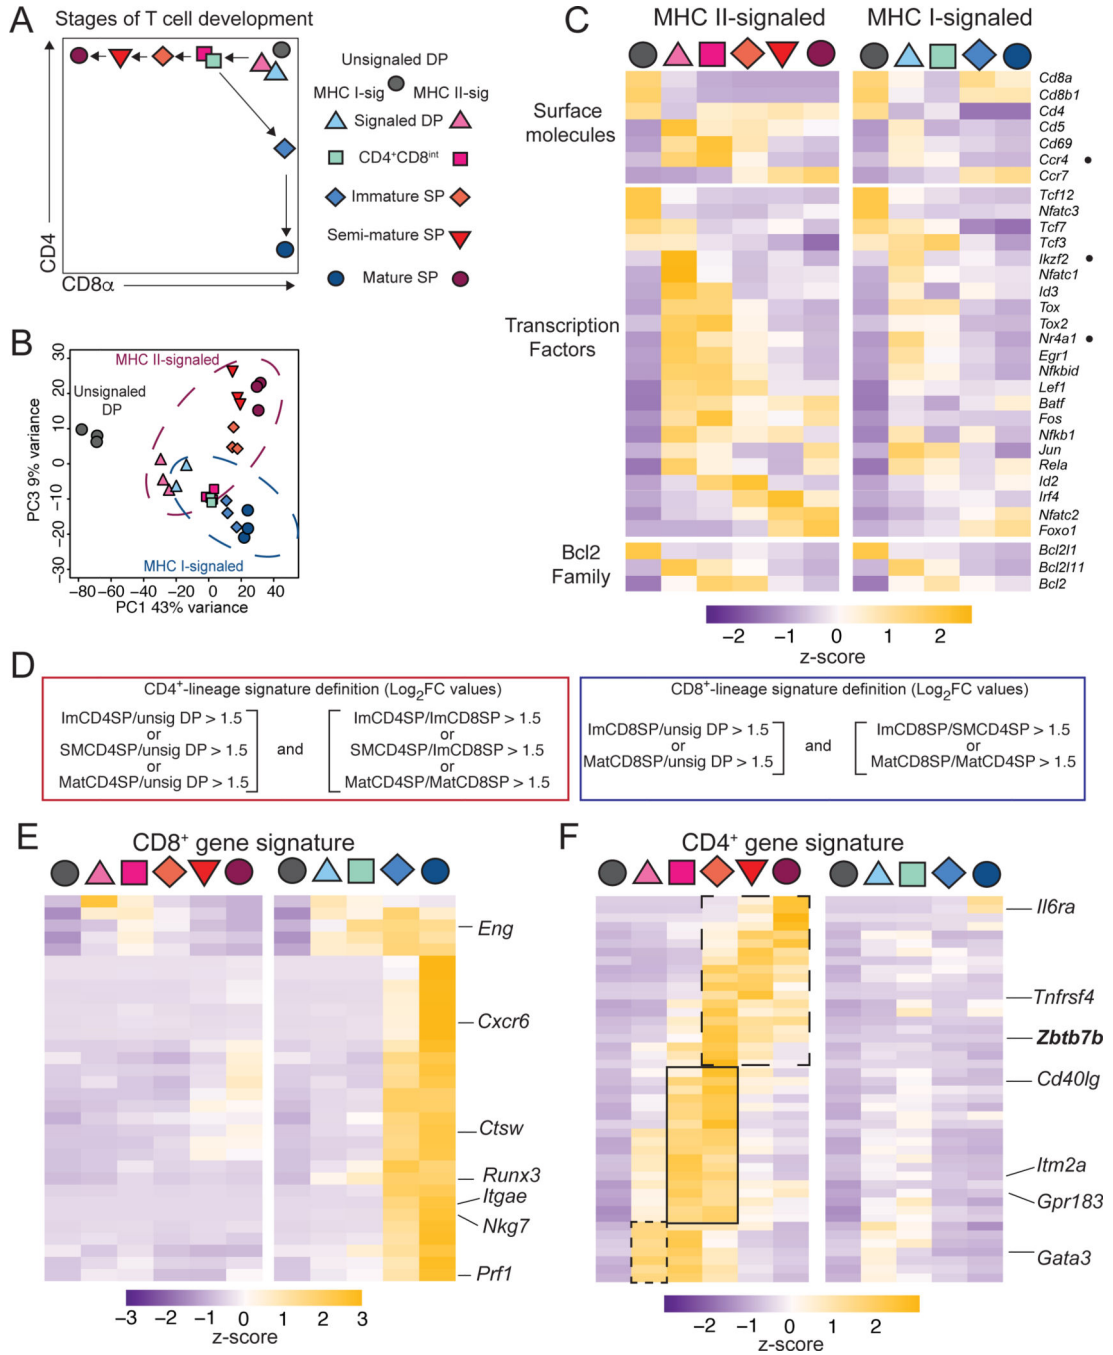 A
Stages of T cell development
CD4
CD8α
Unsignaled DP
MHC I-sig
MHC II-sig
Signaled DP
CD4⁺CD8ⁱⁿᵗ
Immature SP
Semi-mature SP
Mature SP
B
MHC II-signaled
Unsignaled
DP
MHC I-signaled
PC3 9% variance
30
20
10
0
−10
−20
−30
−80 −60 −40 −20 0 20 40
PC1 43% variance
C
MHC II-signaled
MHC I-signaled
Surface
molecules
Cd8a
Cd8b1
Cd4
Cd5
Cd69
Ccr4 •
Ccr7
Transcription
Factors
Tcf12
Nfatc3
Tcf7
Tcf3
Ikzf2 •
Nfatc1
Id3
Tox
Tox2
Nr4a1 •
Egr1
Nfkbid
Lef1
Batf
Fos
Nfkb1
Jun
Rela
Id2
Irf4
Nfatc2
Foxo1
Bcl2
Family
Bcl2l1
Bcl2l11
Bcl2
−2 −1 0 1 2
z-score
D
CD4⁺-lineage signature definition (Log₂FC values)
ImCD4SP/unsig DP > 1.5
or
SMCD4SP/unsig DP > 1.5
or
MatCD4SP/unsig DP > 1.5
and
ImCD4SP/ImCD8SP > 1.5
or
SMCD4SP/ImCD8SP > 1.5
or
MatCD4SP/MatCD8SP > 1.5
CD8⁺-lineage signature definition (Log₂FC values)
ImCD8SP/unsig DP > 1.5
or
MatCD8SP/unsig DP > 1.5
and
ImCD8SP/SMCD4SP > 1.5
or
MatCD8SP/MatCD4SP > 1.5
E
CD8⁺ gene signature
Eng
Cxcr6
Ctsw
Runx3
Itgae
Nkg7
Prf1
−3 −2 −1 0 1 2 3
z-score
F
CD4⁺ gene signature
Il6ra
Tnfrsf4
Zbtb7b
Cd40lg
Itm2a
Gpr183
Gata3
−2 −1 0 1 2
z-score